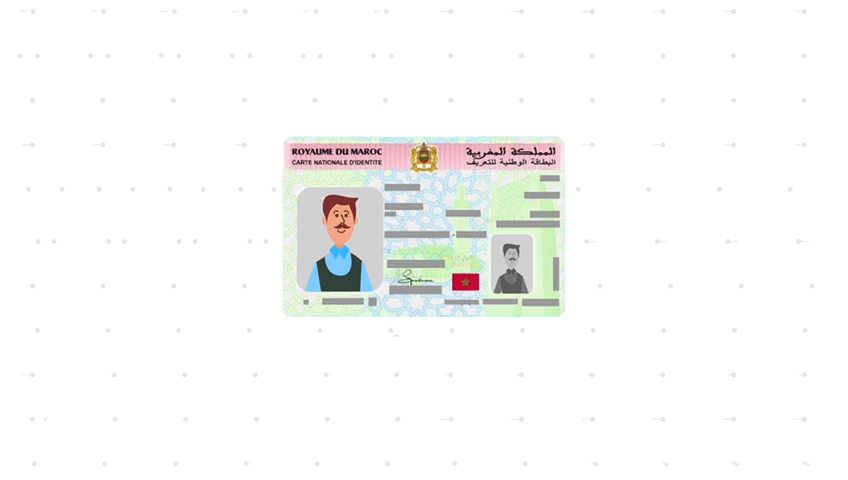 ROYAUME DU MAROC
المملكة المغربية
CARTE NATIONALE D'IDENTITE
البطاقة الوطنية للتعريف